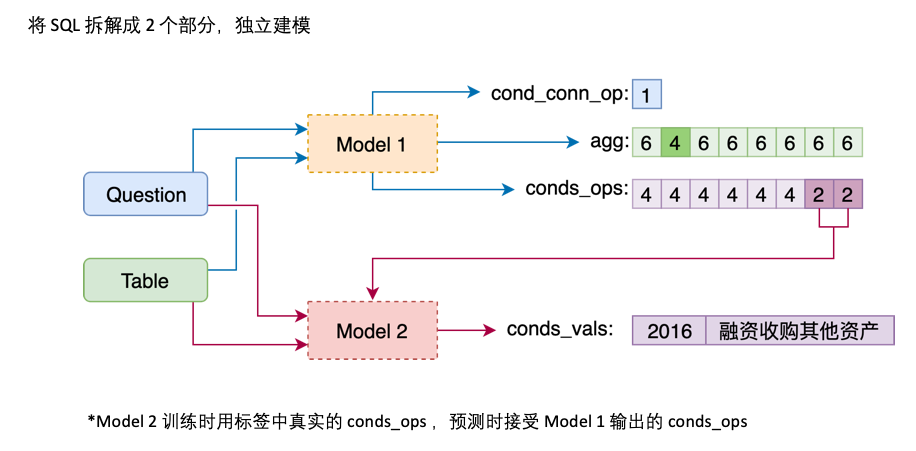 将 SQL 拆解成 2 个部分，独立建模
cond_conn_op: 1
Model 1
agg: 6 4 6 6 6 6 6 6
Question
conds_ops: 4 4 4 4 4 4 2 2
Table
Model 2
conds_vals: 2016 融资收购其他资产
*Model 2 训练时用标签中真实的 conds_ops ，预测时接受 Model 1 输出的 conds_ops